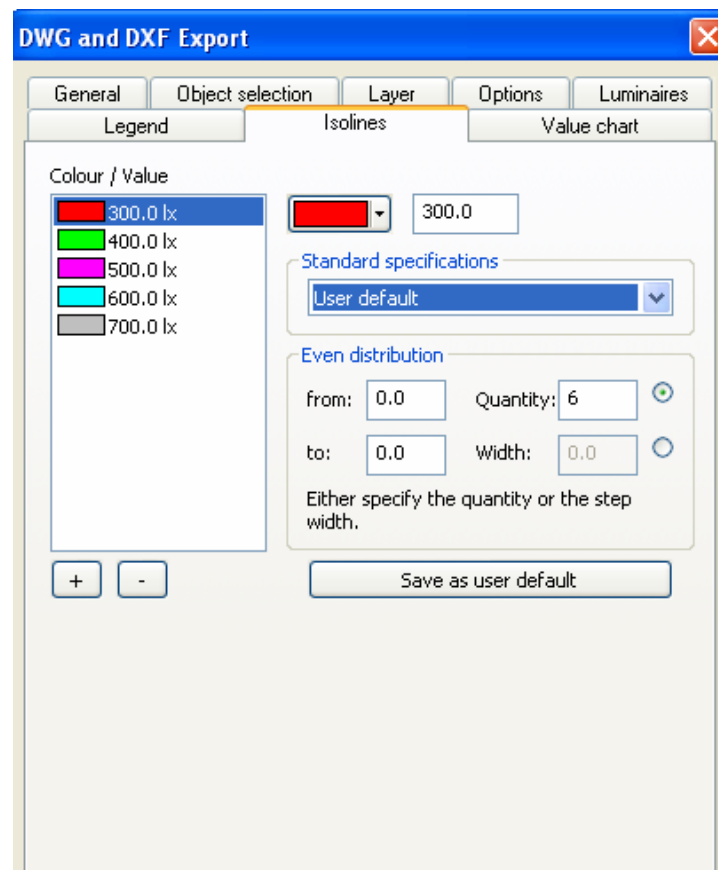 DWG and DXF Export
General Object selection Layer Options Luminaires
Legend Isolines Value chart
Colour / Value
300.0 lx
400.0 lx
500.0 lx
600.0 lx
700.0 lx
+ -
300.0
Standard specifications
User default
Even distribution
from: 0.0 Quantity: 6
to: 0.0 Width: 0.0
Either specify the quantity or the step
width.
Save as user default